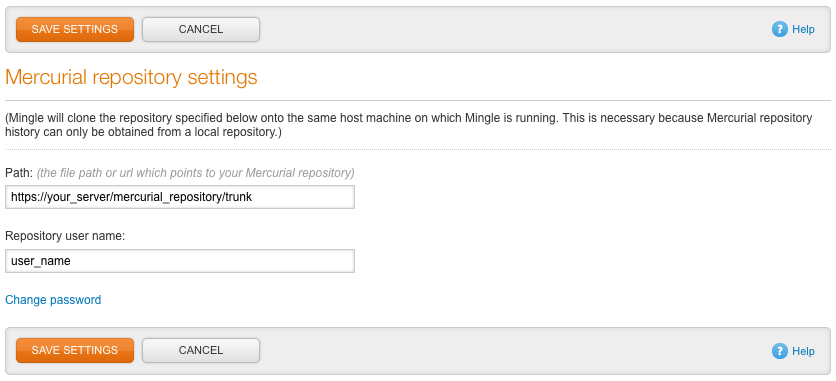 SAVE SETTINGS CANCEL ? Help
Mercurial repository settings
(Mingle will clone the repository specified below onto the same host machine on which Mingle is running. This is necessary because Mercurial repository
history can only be obtained from a local repository.)
Path: (the file path or url which points to your Mercurial repository)
https://your_server/mercurial_repository/trunk
Repository user name:
user_name
Change password
SAVE SETTINGS CANCEL ? Help